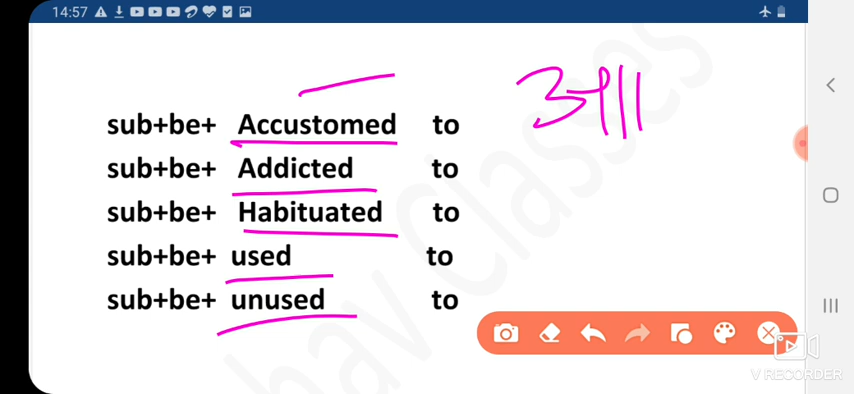 14:57
sub+be+ Accustomed to
sub+be+ Addicted to
sub+be+ Habituated to
sub+be+ used to
sub+be+ unused to
V RECORDER
Classes